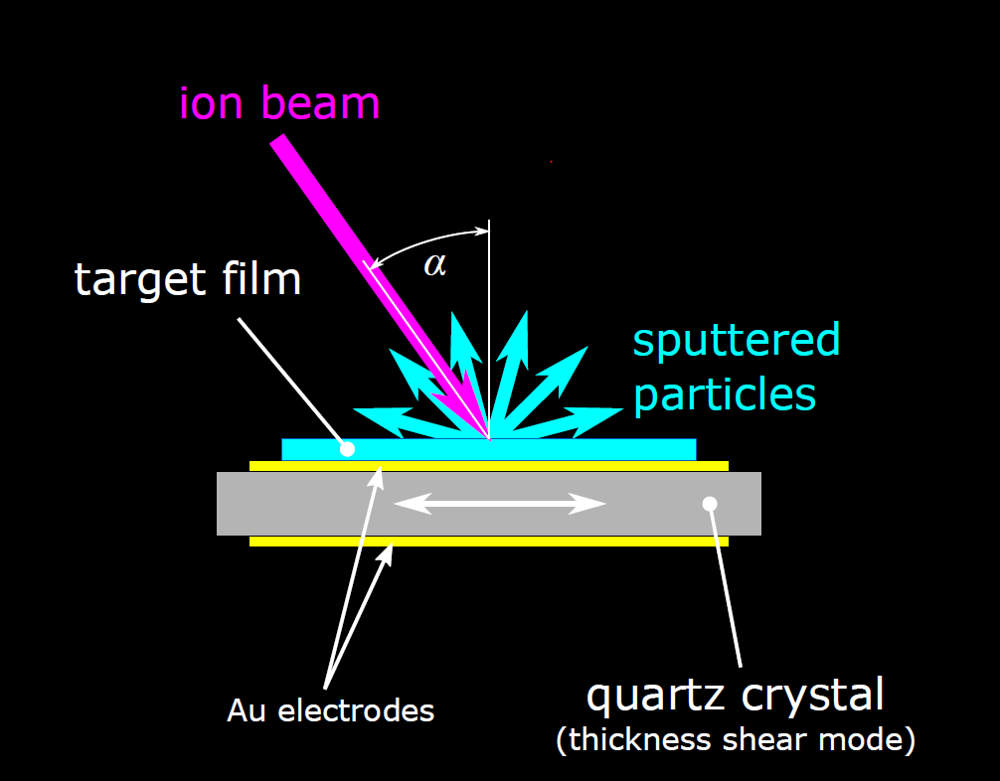 ion beam
α
target film
sputtered
particles
Au electrodes
quartz crystal
(thickness shear mode)